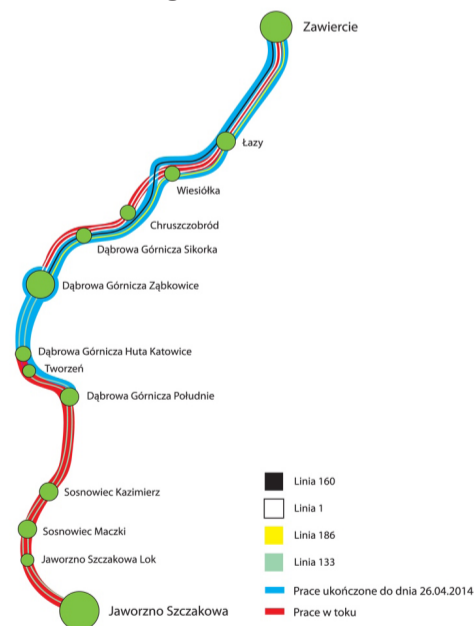 Zawiercie
Łazy
Wiesiółka
Chruszczobród
Dąbrowa Górnicza Sikorka
Dąbrowa Górnicza Ząbkowice
Dąbrowa Górnicza Huta Katowice
Tworzeń
Dąbrowa Górnicza Południe
Sosnowiec Kazimierz
Sosnowiec Maczki
Jaworzno Szczakowa Lok
Jaworzno Szczakowa
Linia 160
Linia 1
Linia 186
Linia 133
Prace ukończone do dnia 26.04.2014
Prace w toku